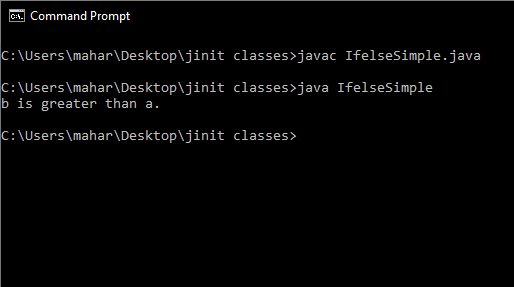 Command Prompt
C:\Users\mahar\Desktop\jinit classes>javac IfelseSimple.java
C:\Users\mahar\Desktop\jinit classes>java IfelseSimple
b is greater than a.
C:\Users\mahar\Desktop\jinit classes>